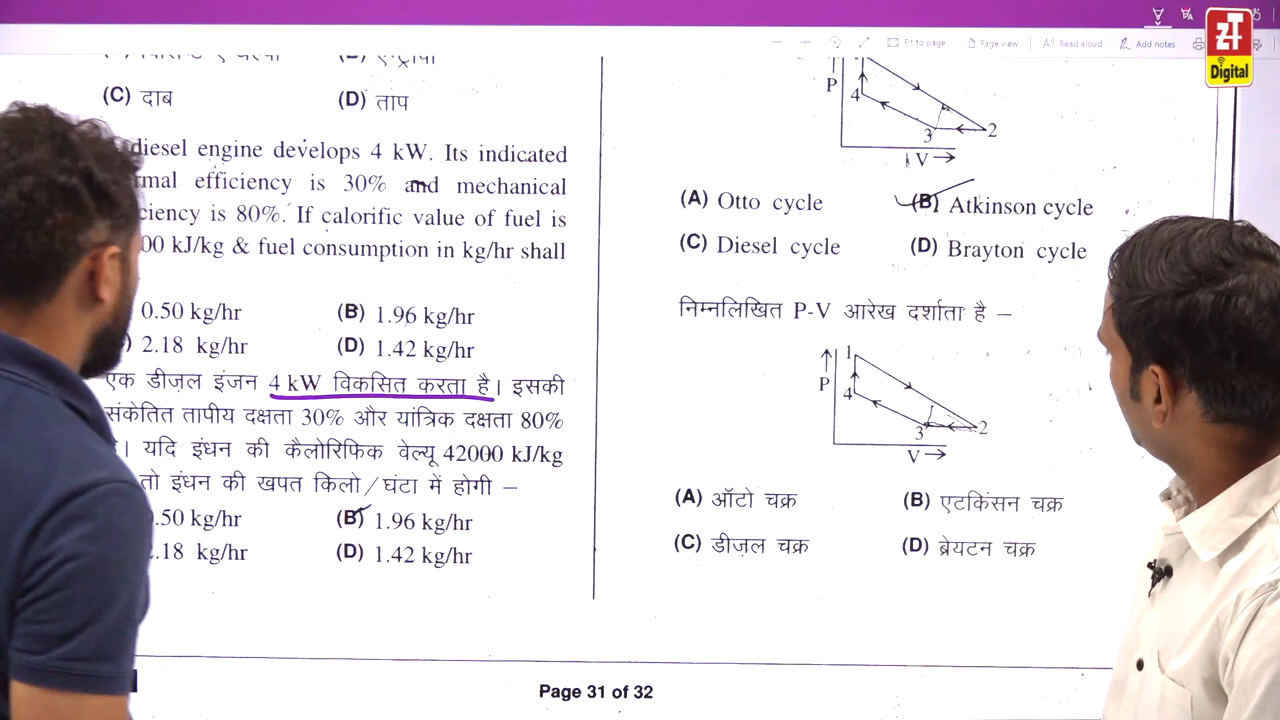 Fit to page
Page view
Read aloud
Add notes
ZT
Digital
(C) दाब
(D) ताप
diesel engine develops 4 kW. Its indicated
efficiency is 30% and mechanical
is 80%. If calorific value of fuel is
kJ/kg & fuel consumption in kg/hr shall
0.50 kg/hr
(B) 1.96 kg/hr
2.18 kg/hr
(D) 1.42 kg/hr
एक डीज़ल इंजन 4 kW विकसित करता है। इसकी
संकेतित तापीय दक्षता 30% और यांत्रिक दक्षता 80%
यदि इंधन की कैलोरिफिक वेल्यू 42000 kJ/kg
तो इंधन की खपत किलो/घंटा में होगी –
.50 kg/hr
(B) 1.96 kg/hr
.18 kg/hr
(D) 1.42 kg/hr
P
4
3
2
V
(A) Otto cycle
(B) Atkinson cycle
(C) Diesel cycle
(D) Brayton cycle
निम्नलिखित P-V आरेख दर्शाता है –
1
P
4
3
2
V
(A) ऑटो चक्र
(B) एटकिंसन चक्र
(C) डीज़ल चक्र
(D) ब्रेयटन चक्र
Page 31 of 32